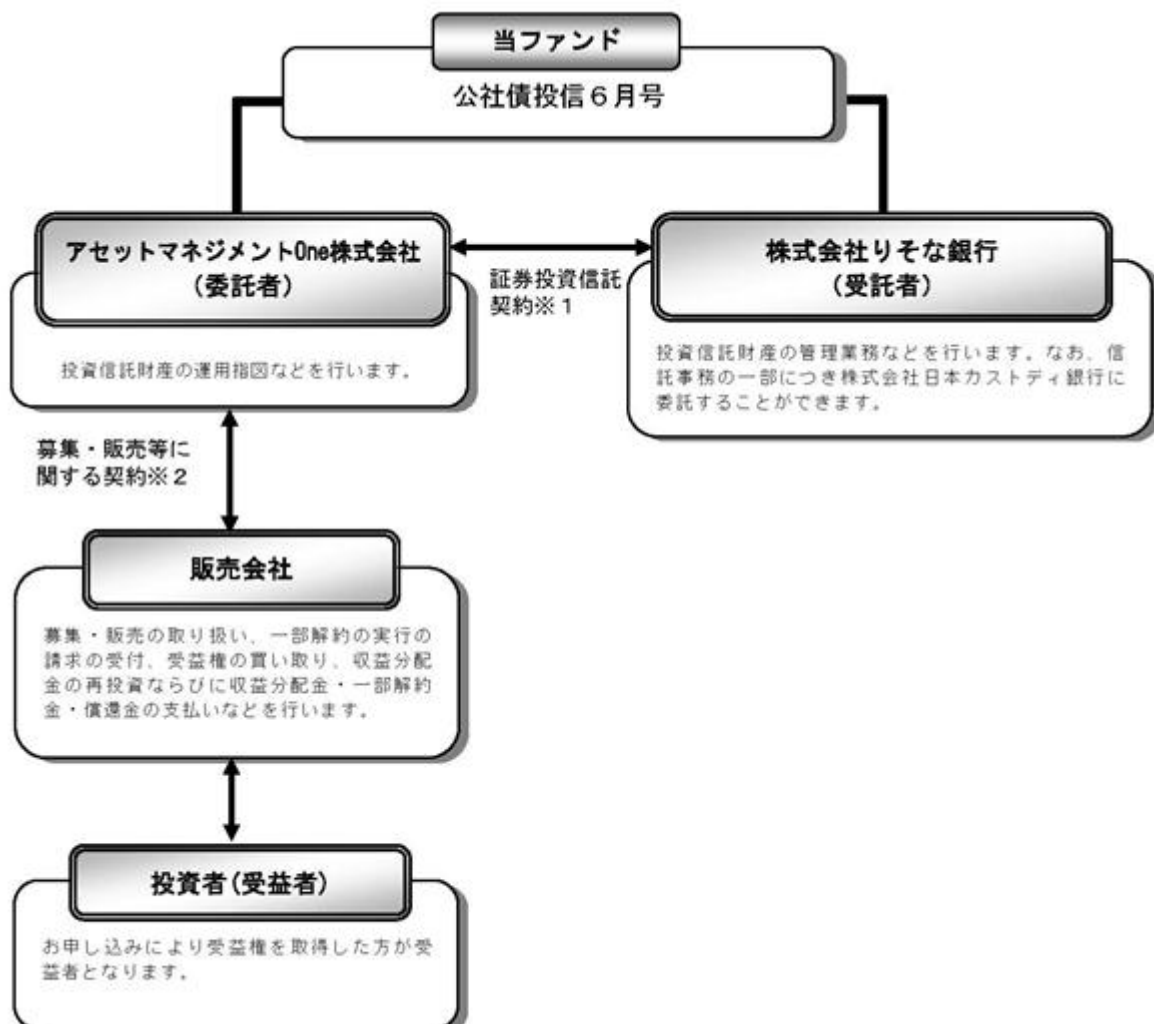 当ファンド
公社債投信６月号
アセットマネジメントOne株式会社
（委託者）
投資信託財産の運用指図などを行います。
証券投資信託
契約※１
株式会社りそな銀行
（受託者）
投資信託財産の管理業務などを行います。なお、信
託事務の一部につき株式会社日本カストディ銀行に
委託することができます。
募集・販売等に
関する契約※２
販売会社
募集・販売の取り扱い、一部解約の実行の
請求の受付、受益権の買い取り、収益分配
金の再投資ならびに収益分配金・一部解約
金・償還金の支払いなどを行います。
投資者(受益者)
お申し込みにより受益権を取得した方が受
益者となります。